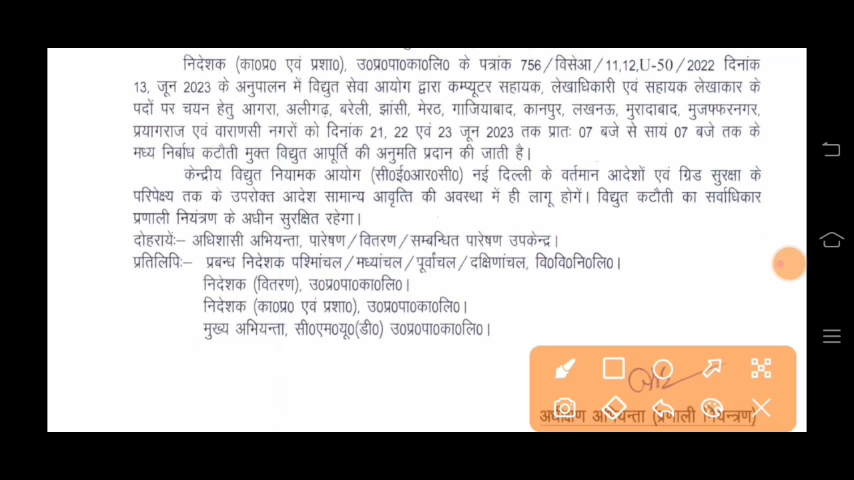 निदेशक (का0प्र0 एवं प्रशा0), उ0प्र0पा0का0लि0 के पत्रांक 756/विसेआ/11,12,U-50/2022 दिनांक
13, जून 2023 के अनुपालन में विद्युत सेवा आयोग द्वारा कम्प्यूटर सहायक, लेखाधिकारी एवं सहायक लेखाकार के
पदों पर चयन हेतु आगरा, अलीगढ़, बरेली, झांसी, मेरठ, गाजियाबाद, कानपुर, लखनऊ, मुरादाबाद, मुजफ्फरनगर,
प्रयागराज एवं वाराणसी नगरों को दिनांक 21, 22 एवं 23 जून 2023 तक प्रातः 07 बजे से सायं 07 बजे तक के
मध्य निर्बाध कटौती मुक्त विद्युत आपूर्ति की अनुमति प्रदान की जाती है।
केन्द्रीय विद्युत नियामक आयोग (सी0ई0आर0सी0) नई दिल्ली के वर्तमान आदेशों एवं ग्रिड सुरक्षा के
परिपेक्ष्य तक के उपरोक्त आदेश सामान्य आवृत्ति की अवस्था में ही लागू होगें। विद्युत कटौती का सर्वाधिकार
प्रणाली नियंत्रण के अधीन सुरक्षित रहेगा।
दोहरायें:– अधिशासी अभियन्ता, पारेषण/वितरण/सम्बन्धित पारेषण उपकेन्द्र।
प्रतिलिपि:– प्रबन्ध निदेशक पश्मिांचल/मध्यांचल/पूर्वांचल/दक्षिणांचल, वि0वि0नि0लि0।
निदेशक (वितरण), उ0प्र0पा0का0लि0।
निदेशक (का0प्र0 एवं प्रशा0), उ0प्र0पा0का0लि0।
मुख्य अभियन्ता, सी0एम0यू0(डी0) उ0प्र0पा0का0लि0।
अधीक्षण अभियन्ता (प्रणाली नियन्त्रण)